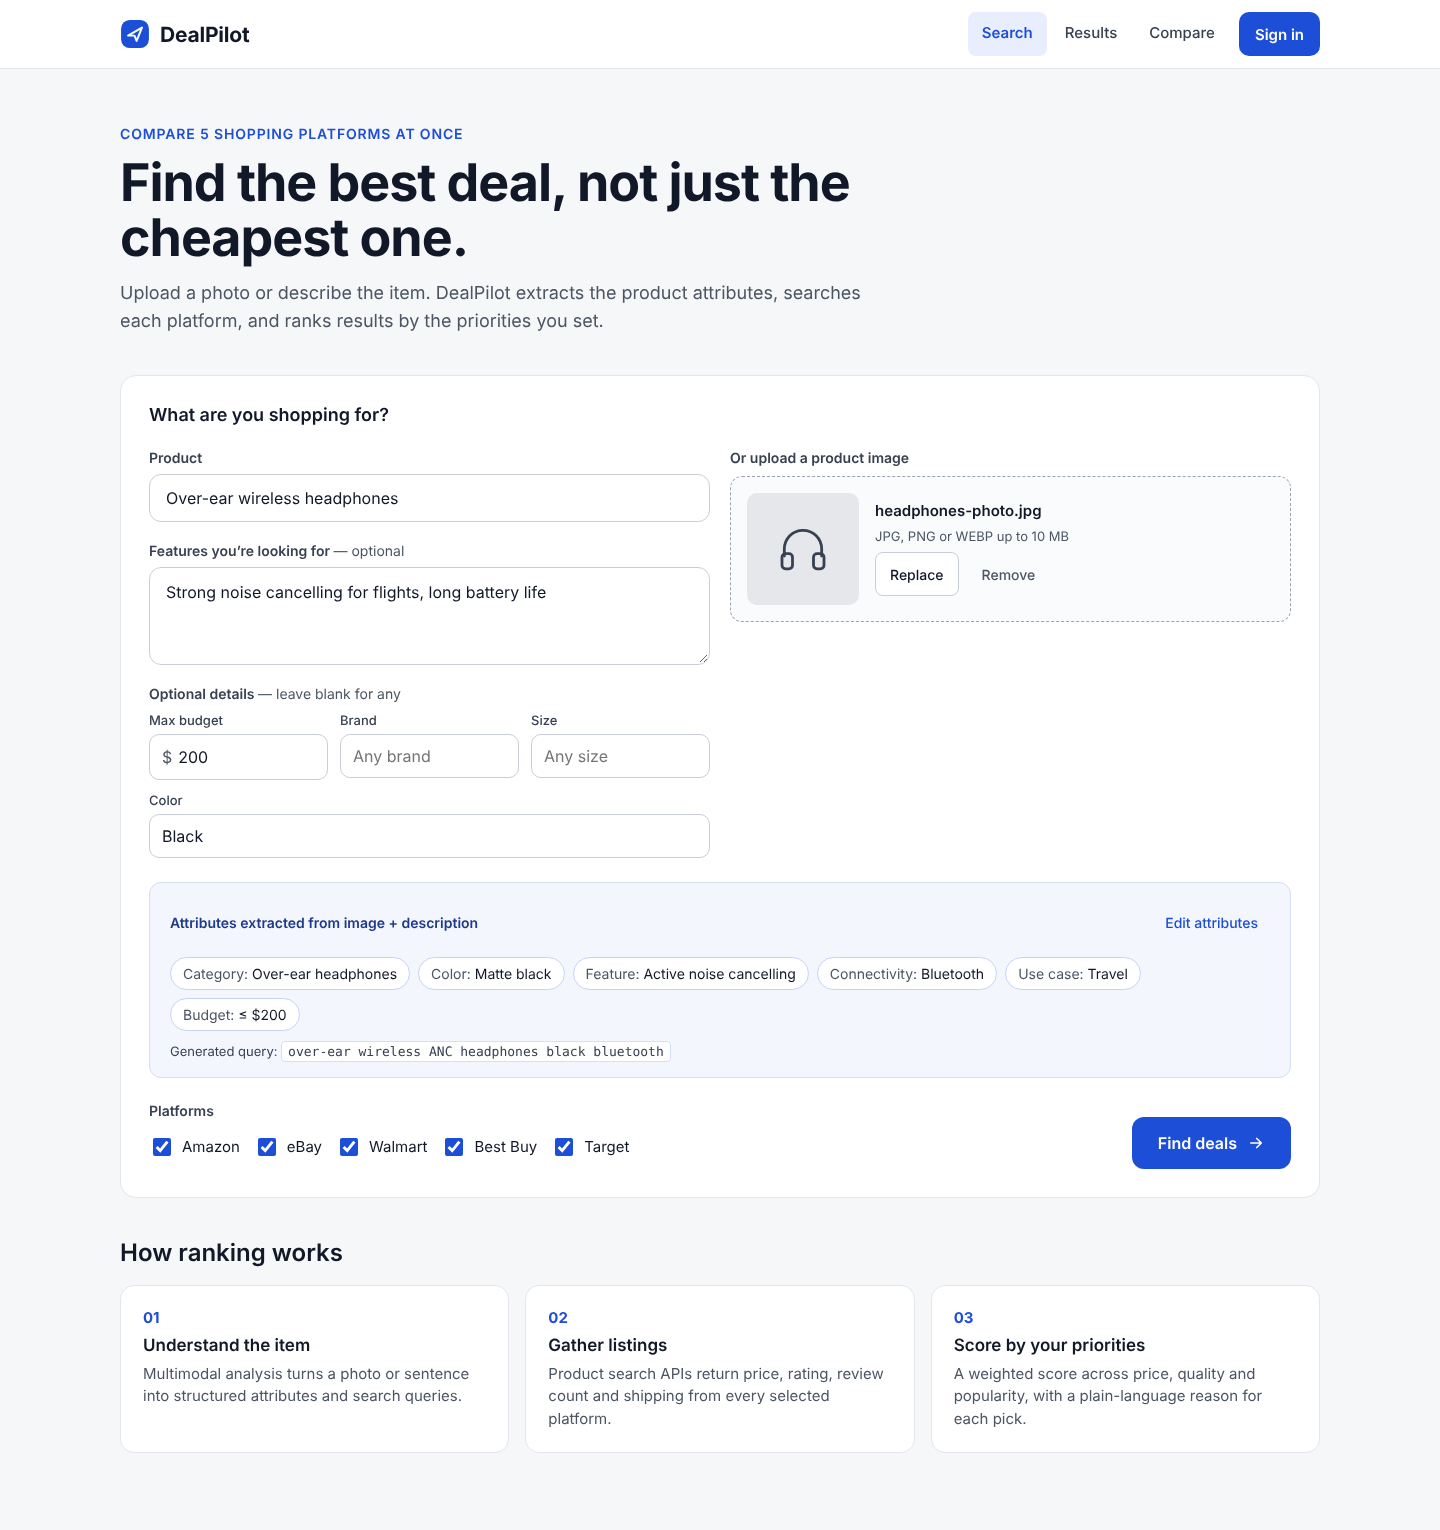 DealPilot
Search
Results
Compare
Sign in
COMPARE 5 SHOPPING PLATFORMS AT ONCE
Find the best deal, not just the
cheapest one.
Upload a photo or describe the item. DealPilot extracts the product attributes, searches
each platform, and ranks results by the priorities you set.
What are you shopping for?
Product
Over-ear wireless headphones
Features you’re looking for — optional
Strong noise cancelling for flights, long battery life
Optional details — leave blank for any
Max budget
Brand
Size
$ 200
Any brand
Any size
Color
Black
Or upload a product image
headphones-photo.jpg
JPG, PNG or WEBP up to 10 MB
Replace
Remove
Attributes extracted from image + description
Edit attributes
Category: Over-ear headphones
Color: Matte black
Feature: Active noise cancelling
Connectivity: Bluetooth
Use case: Travel
Budget: ≤ $200
Generated query: over-ear wireless ANC headphones black bluetooth
Platforms
Amazon
eBay
Walmart
Best Buy
Target
Find deals →
How ranking works
01
Understand the item
Multimodal analysis turns a photo or sentence
into structured attributes and search queries.
02
Gather listings
Product search APIs return price, rating, review
count and shipping from every selected
platform.
03
Score by your priorities
A weighted score across price, quality and
popularity, with a plain-language reason for
each pick.